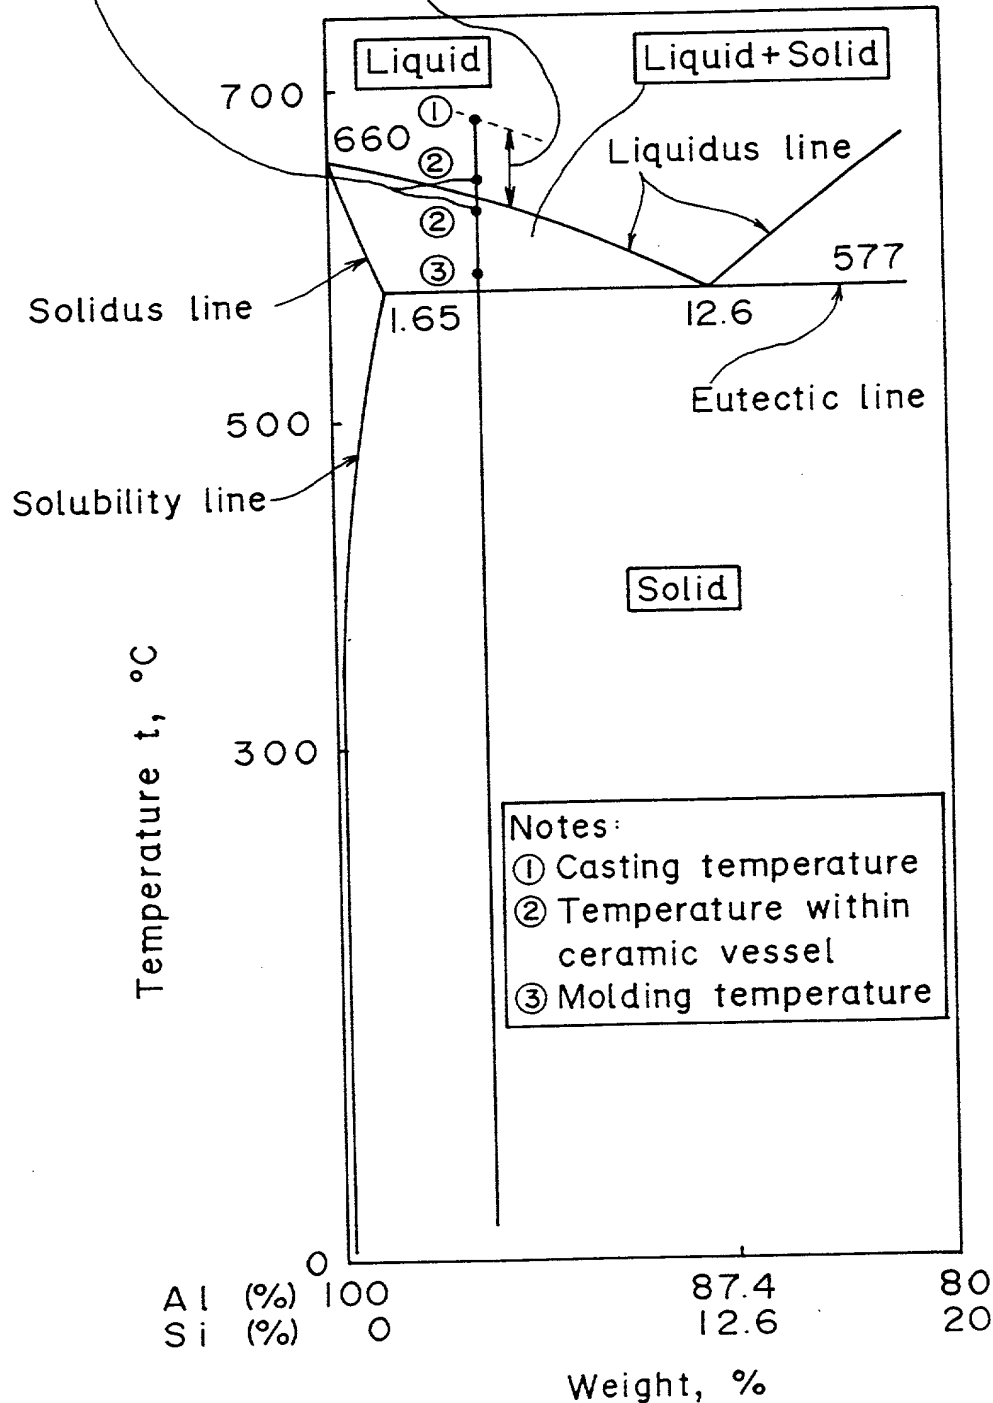 Liquid
Liquid+Solid
700
①
660
②
Liquidus line
②
③
577
Solidus line
1.65
12.6
Eutectic line
500
Solubility line
Solid
Temperature t, °C
300
Notes:
① Casting temperature
② Temperature within
ceramic vessel
③ Molding temperature
0
Al (%) 100 87.4 80
Si (%) 0 12.6 20
Weight, %